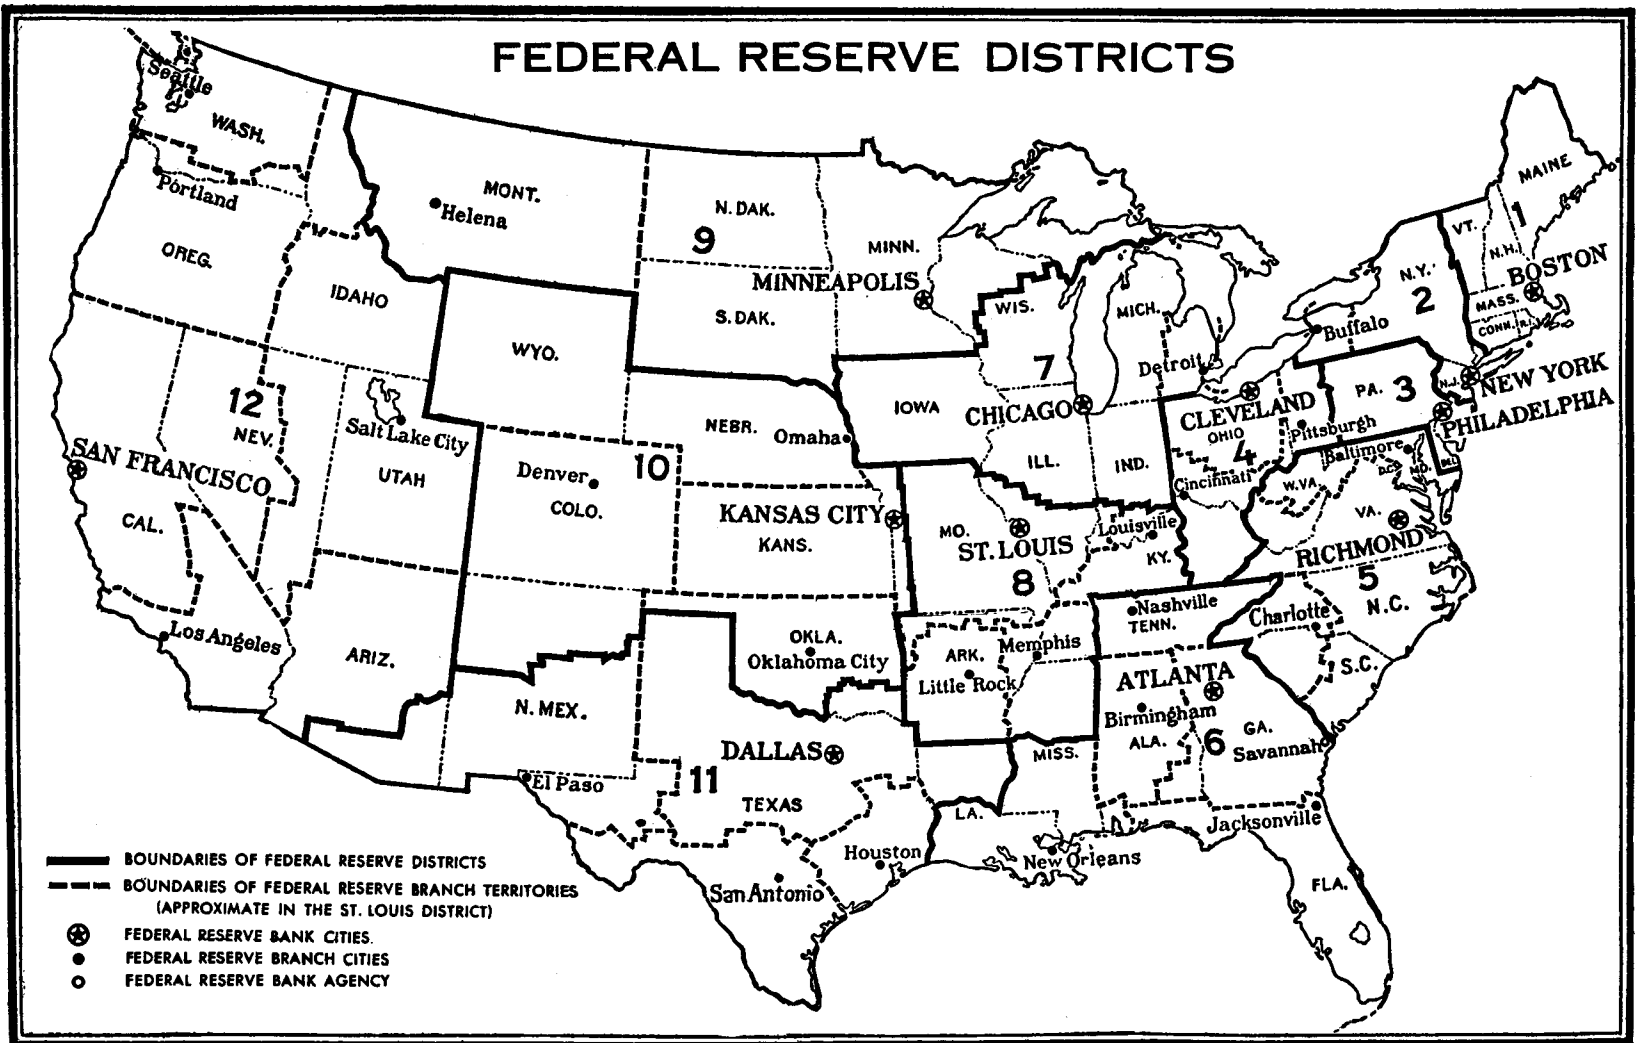 FEDERAL RESERVE DISTRICTS
Seattle
WASH.
Portland
OREG.
IDAHO
MONT.
Helena
N. DAK.
9
MINN.
MINNEAPOLIS
S. DAK.
WYO.
WIS.
MICH.
7
Detroit
MAINE
VT.
1
N.H.
BOSTON
N.Y.
2
MASS.
CONN.
R.I.
Buffalo
NEW YORK
N.J.
PA.
3
PHILADELPHIA
12
NEV.
Salt Lake City
UTAH
SAN FRANCISCO
CAL.
Los Angeles
ARIZ.
NEBR.
Omaha
IOWA
CHICAGO
ILL.
IND.
CLEVELAND
OHIO
4
Pittsburgh
Cincinnati
Baltimore
D.C.
MD.
DEL.
W.VA.
VA.
RICHMOND
5
N.C.
Denver
10
COLO.
KANSAS CITY
KANS.
MO.
ST. LOUIS
8
Louisville
KY.
Nashville
TENN.
Charlotte
S.C.
OKLA.
Oklahoma City
ARK.
Memphis
Little Rock
ATLANTA
Birmingham
ALA.
6
GA.
Savannah
N. MEX.
DALLAS
11
El Paso
TEXAS
MISS.
LA.
Jacksonville
Houston
New Orleans
San Antonio
FLA.
BOUNDARIES OF FEDERAL RESERVE DISTRICTS
BOUNDARIES OF FEDERAL RESERVE BRANCH TERRITORIES
(APPROXIMATE IN THE ST. LOUIS DISTRICT)
FEDERAL RESERVE BANK CITIES.
FEDERAL RESERVE BRANCH CITIES
FEDERAL RESERVE BANK AGENCY